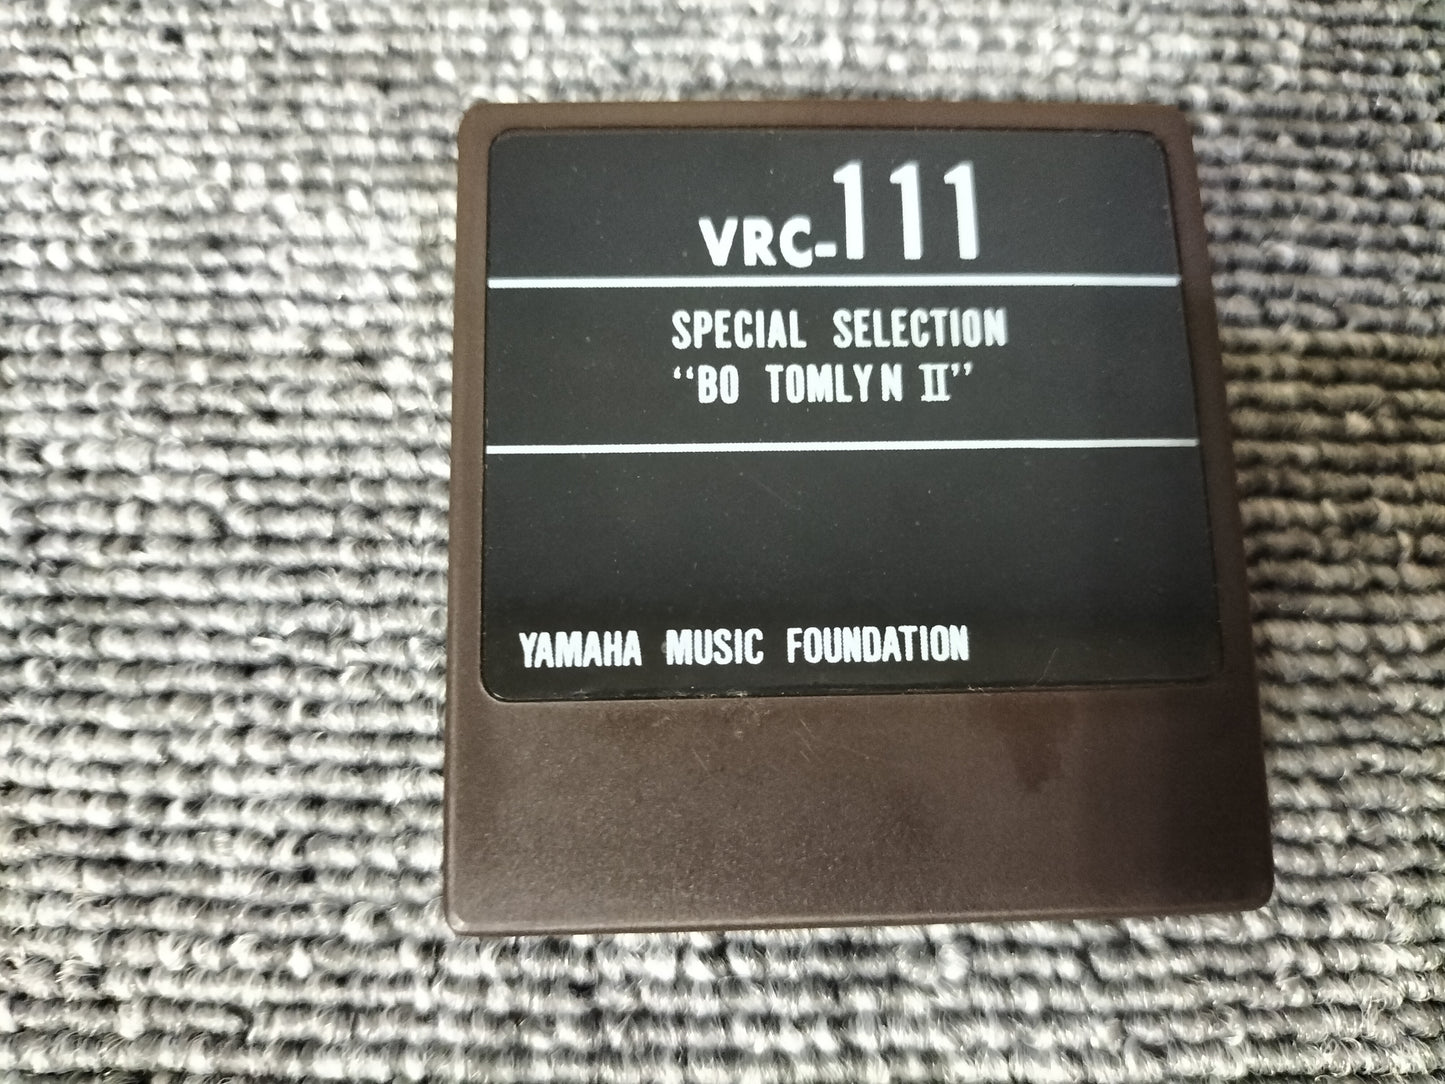 VRC-111
SPECIAL SELECTION
“BO TOMLYN II”
YAMAHA MUSIC FOUNDATION